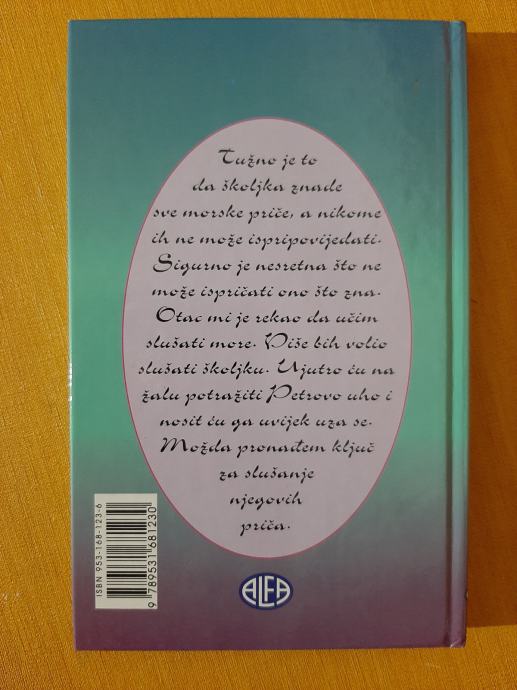 Tužno je to
da školjka znade
sve morske priče, a nikome
ih ne može ispripovijedati.
Sigurno je nesretna što ne
može ispričati ono što zna.
Otac mi je rekao da učim
slušati more. Više bih volio
slušati školjku. Ujutro ću na
žalu potražiti Petrovo uho i
nosit ću ga uvijek uza se.
Možda pronađem ključ
za slušanje
njegovih
priča.
ISBN 953-168-123-6
9 789531 681230
ALFA